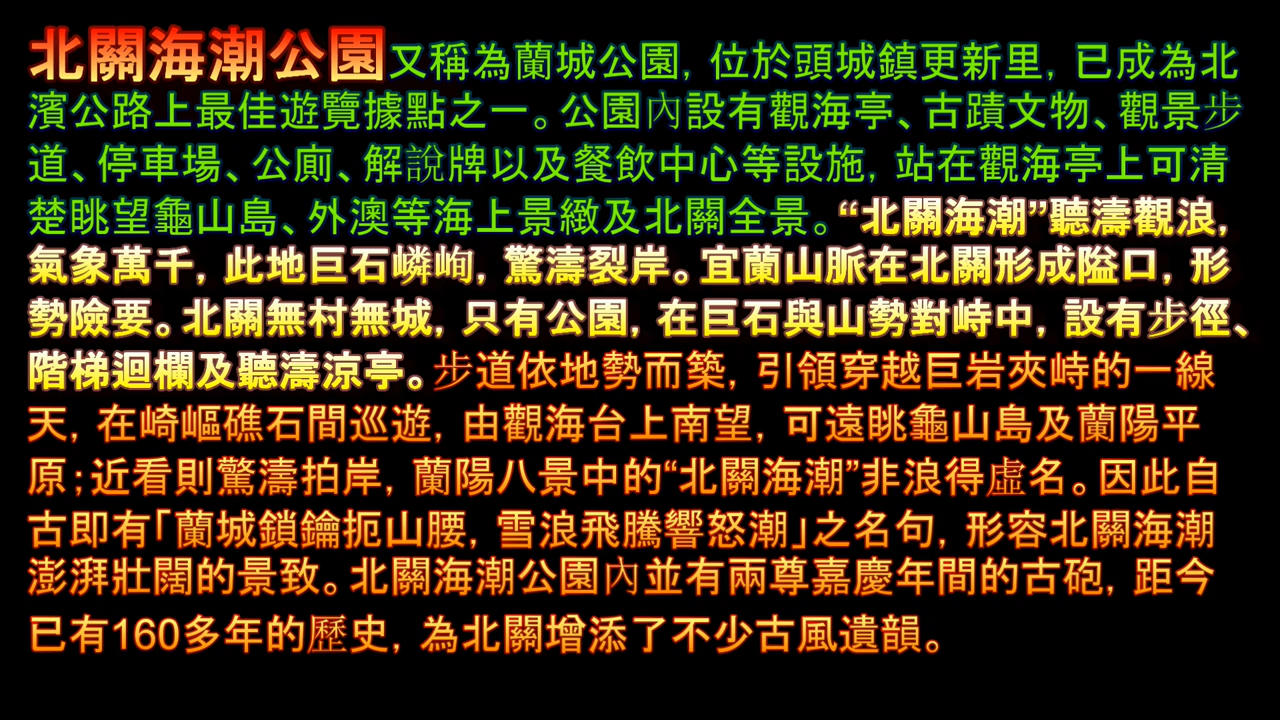 北關海潮公園又稱為蘭城公園，位於頭城鎮更新里，已成為北
濱公路上最佳遊覽據點之一。公園內設有觀海亭、古蹟文物、觀景步
道、停車場、公廁、解說牌以及餐飲中心等設施，站在觀海亭上可清
楚眺望龜山島、外澳等海上景緻及北關全景。“北關海潮”聽濤觀浪，
氣象萬千，此地巨石嶙峋，驚濤裂岸。宜蘭山脈在北關形成隘口，形
勢險要。北關無村無城，只有公園，在巨石與山勢對峙中，設有步徑、
階梯迴欄及聽濤涼亭。步道依地勢而築，引領穿越巨岩夾峙的一線
天，在崎嶇礁石間巡遊，由觀海台上南望，可遠眺龜山島及蘭陽平
原；近看則驚濤拍岸，蘭陽八景中的“北關海潮”非浪得虛名。因此自
古即有「蘭城鎖鑰扼山腰，雪浪飛騰響怒潮」之名句，形容北關海潮
澎湃壯闊的景致。北關海潮公園內並有兩尊嘉慶年間的古砲，距今
已有160多年的歷史，為北關增添了不少古風遺韻。